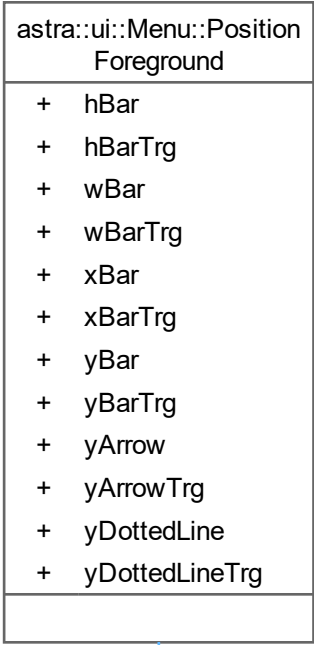 astra::ui::Menu::Position
Foreground
+ hBar
+ hBarTrg
+ wBar
+ wBarTrg
+ xBar
+ xBarTrg
+ yBar
+ yBarTrg
+ yArrow
+ yArrowTrg
+ yDottedLine
+ yDottedLineTrg